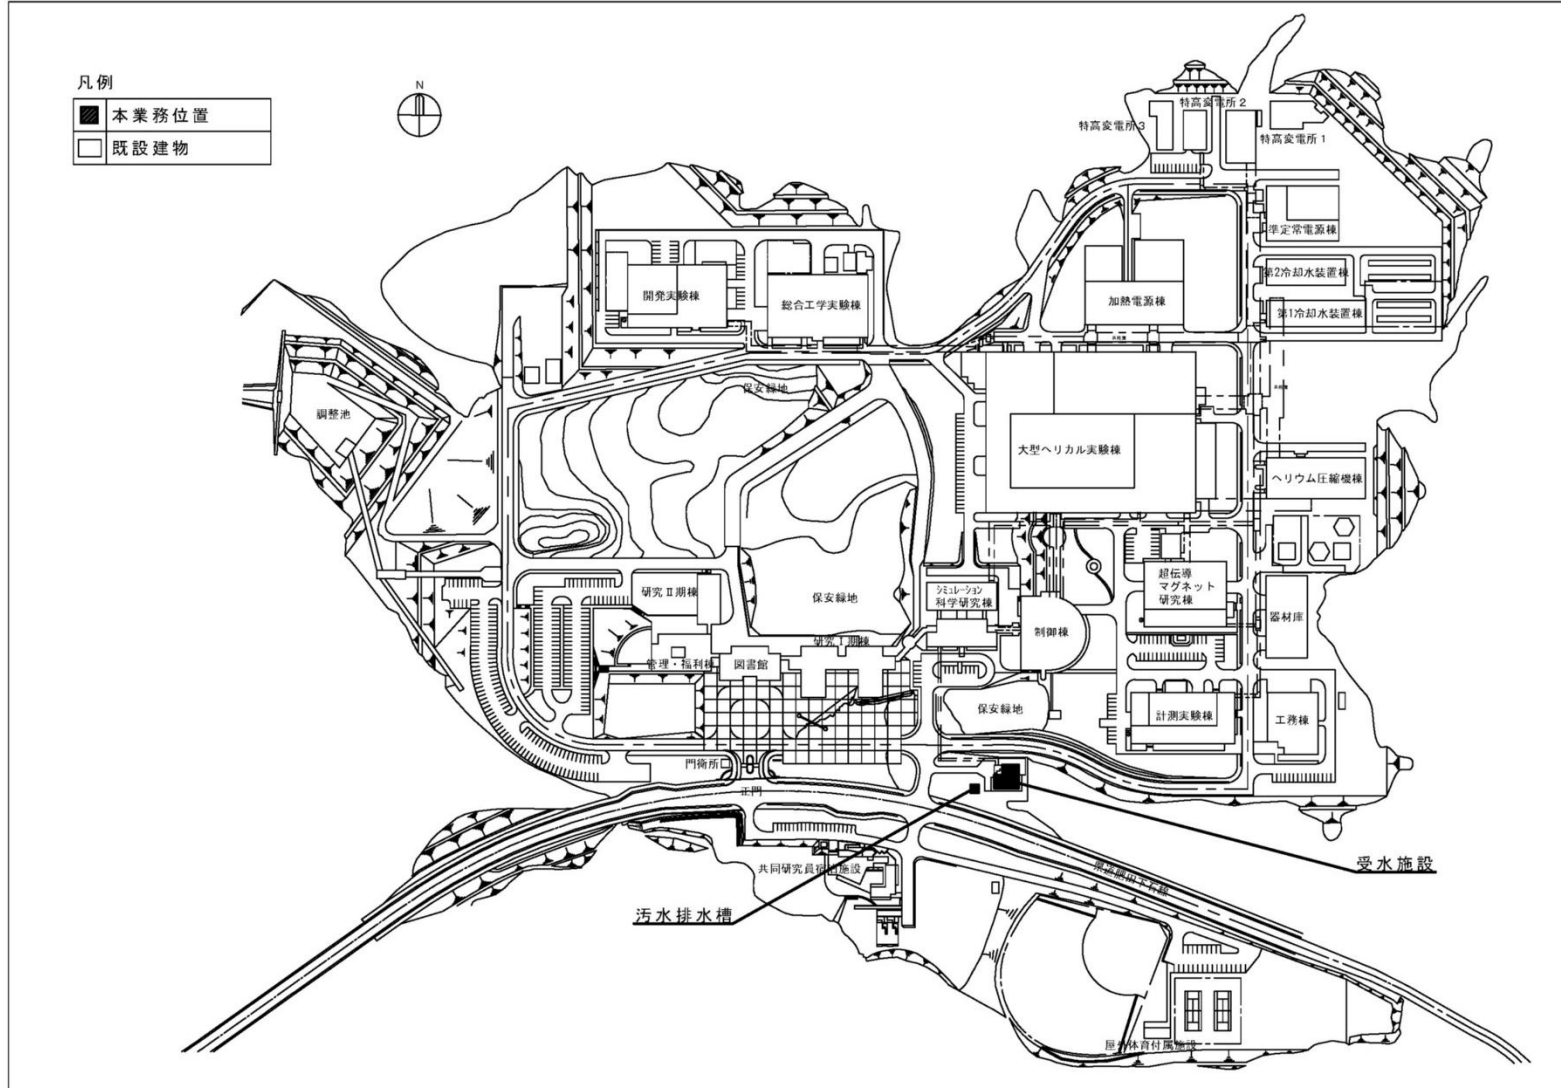 凡例
本業務位置
既設建物
N
特高変電所2
特高変電所3
特高変電所1
準定常電源棟
第2冷却水装置棟
第1冷却水装置棟
加熱電源棟
開発実験棟
総合工学実験棟
保安緑地
調整池
大型ヘリカル実験棟
ヘリウム圧縮機棟
超伝導
マグネット
研究棟
シミュレーション
科学研究棟
研究Ⅱ期棟
保安緑地
制御棟
器材庫
研究Ⅰ期棟
管理・福利棟
図書館
保安緑地
計測実験棟
工務棟
門衛所
正門
受水施設
共同研究員宿泊施設
汚水排水槽
屋外体育付属施設